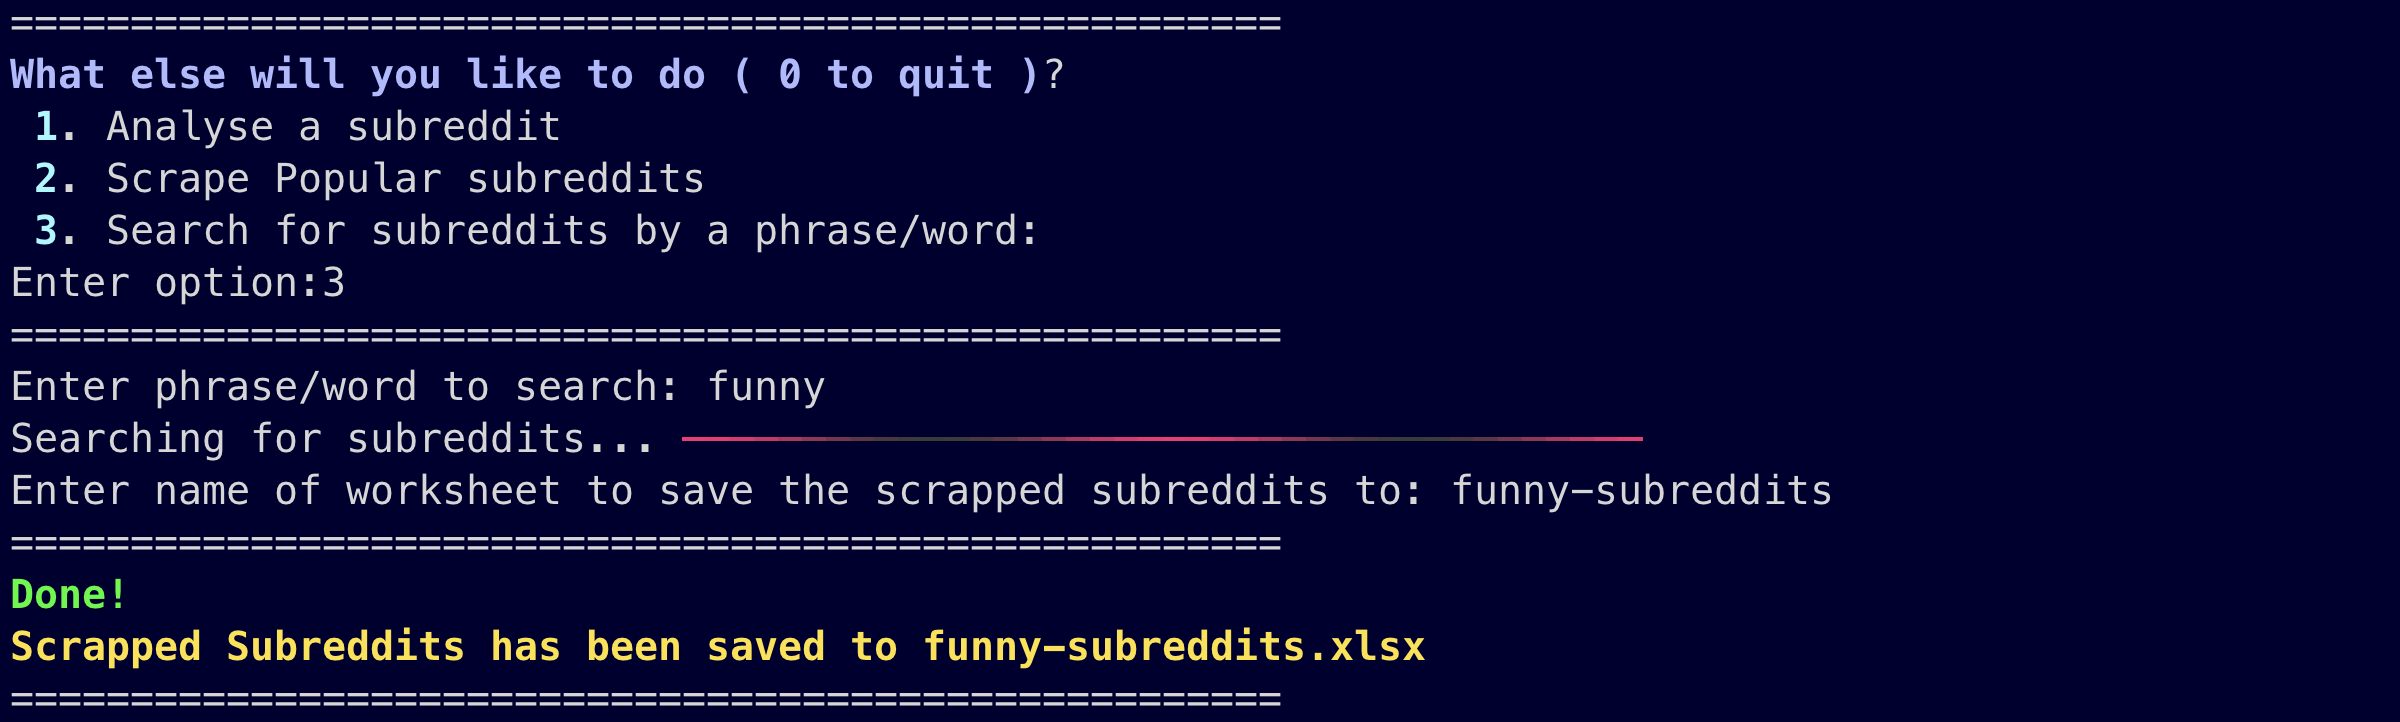 =====================================================
What else will you like to do ( 0 to quit )?
 1. Analyse a subreddit
 2. Scrape Popular subreddits
 3. Search for subreddits by a phrase/word:
Enter option:3
=====================================================
Enter phrase/word to search: funny
Searching for subreddits...
Enter name of worksheet to save the scrapped subreddits to: funny-subreddits
=====================================================
Done!
Scrapped Subreddits has been saved to funny-subreddits.xlsx
=====================================================